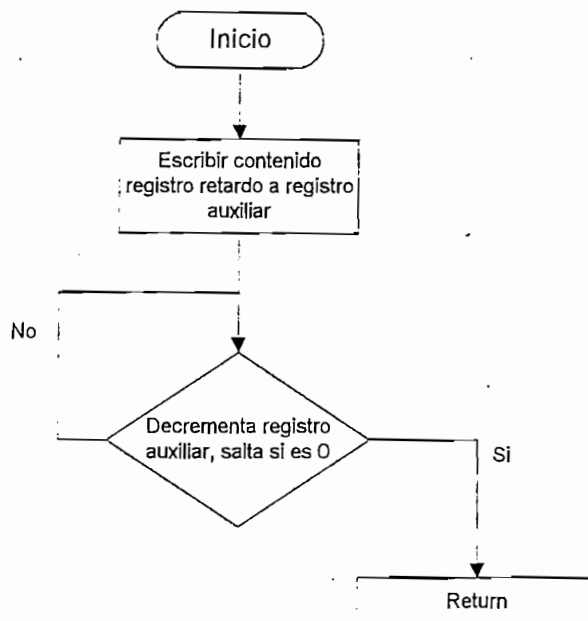 Inicio
Escribir contenido
registro retardo a registro
auxiliar
No
Decrementa registro
auxiliar, salta si es 0
Si
Return